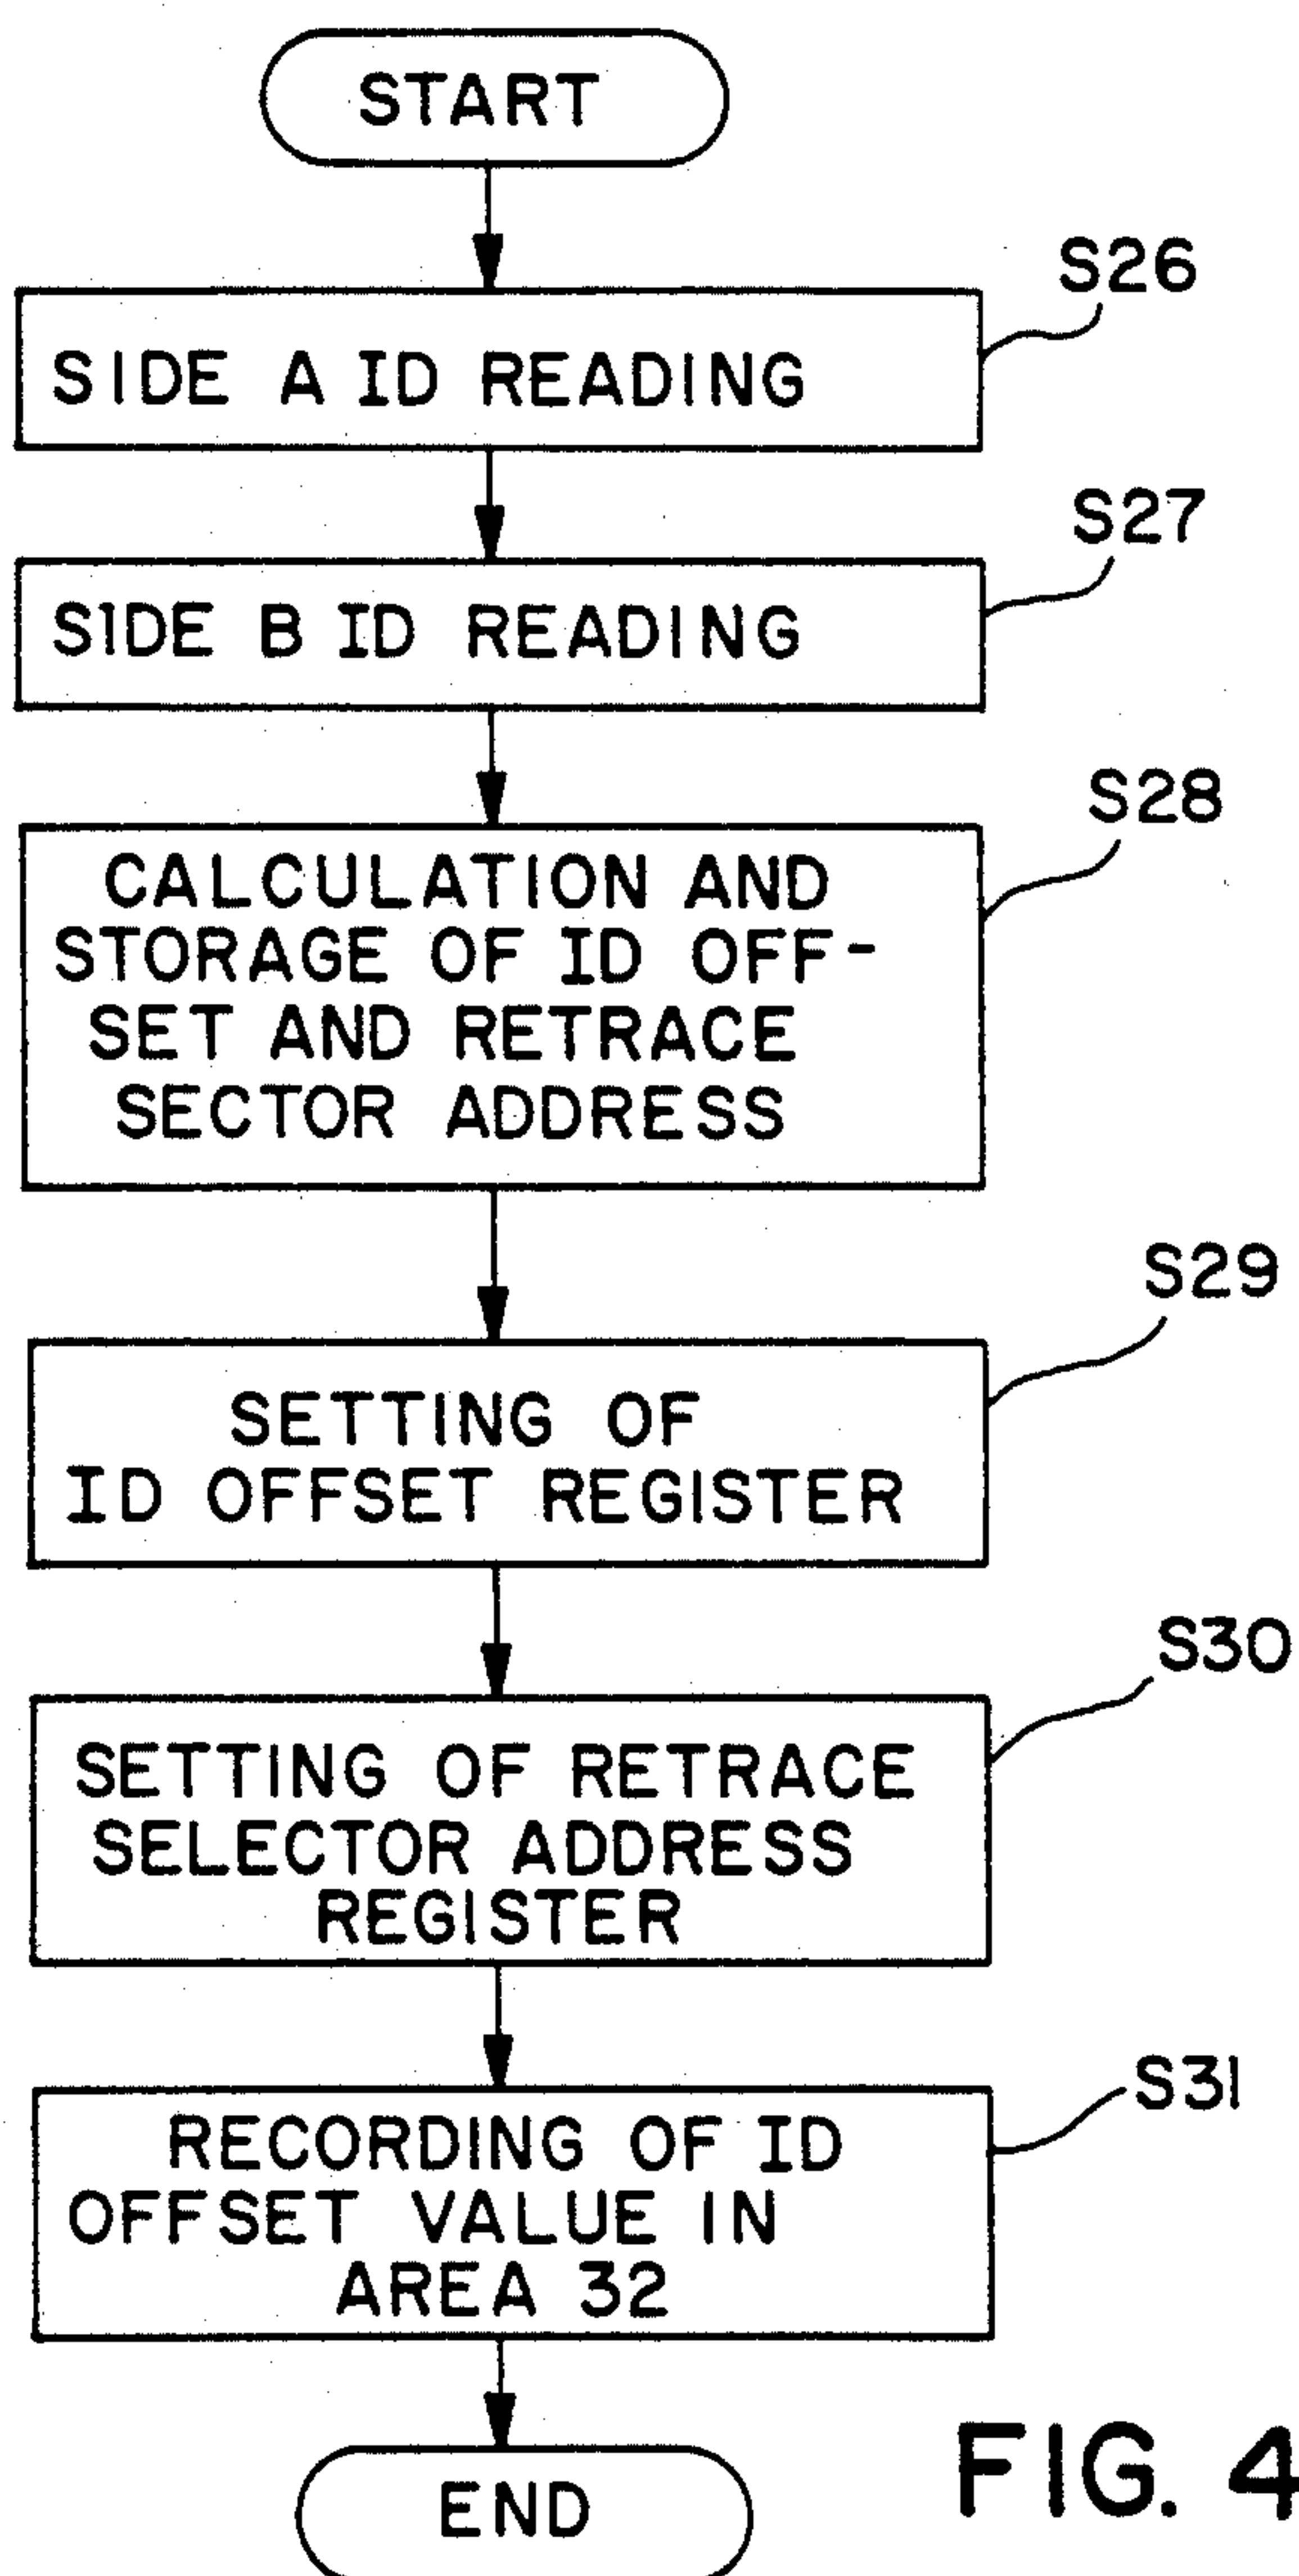 START
S26
SIDE A ID READING
S27
SIDE B ID READING
S28
CALCULATION AND
STORAGE OF ID OFF-
SET AND RETRACE
SECTOR ADDRESS
S29
SETTING OF
ID OFFSET REGISTER
S30
SETTING OF RETRACE
SELECTOR ADDRESS
REGISTER
S31
RECORDING OF ID
OFFSET VALUE IN
AREA 32
END
FIG. 4